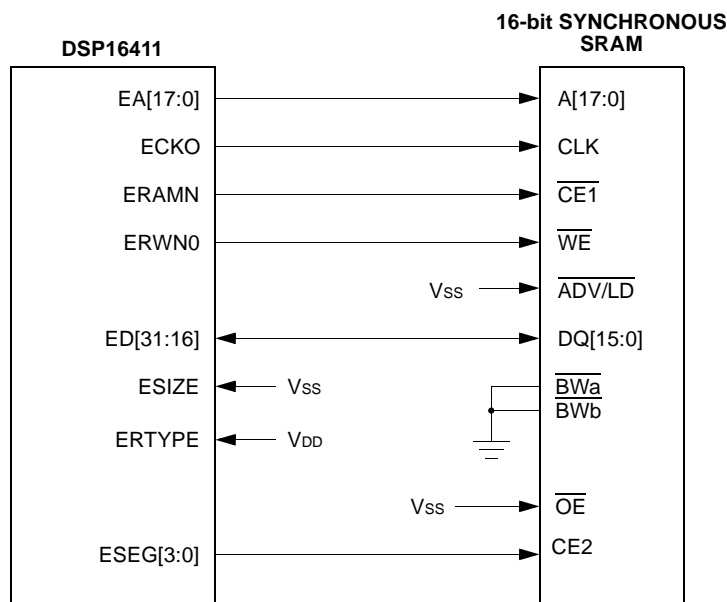 16-bit SYNCHRONOUS
SRAM
DSP16411
EA[17:0] A[17:0]
ECKO CLK
ERAMN CE1
ERWN0 WE
VSS ADV/LD
ED[31:16] DQ[15:0]
ESIZE VSS BWa
BWb
ERTYPE VDD
VSS OE
ESEG[3:0] CE2